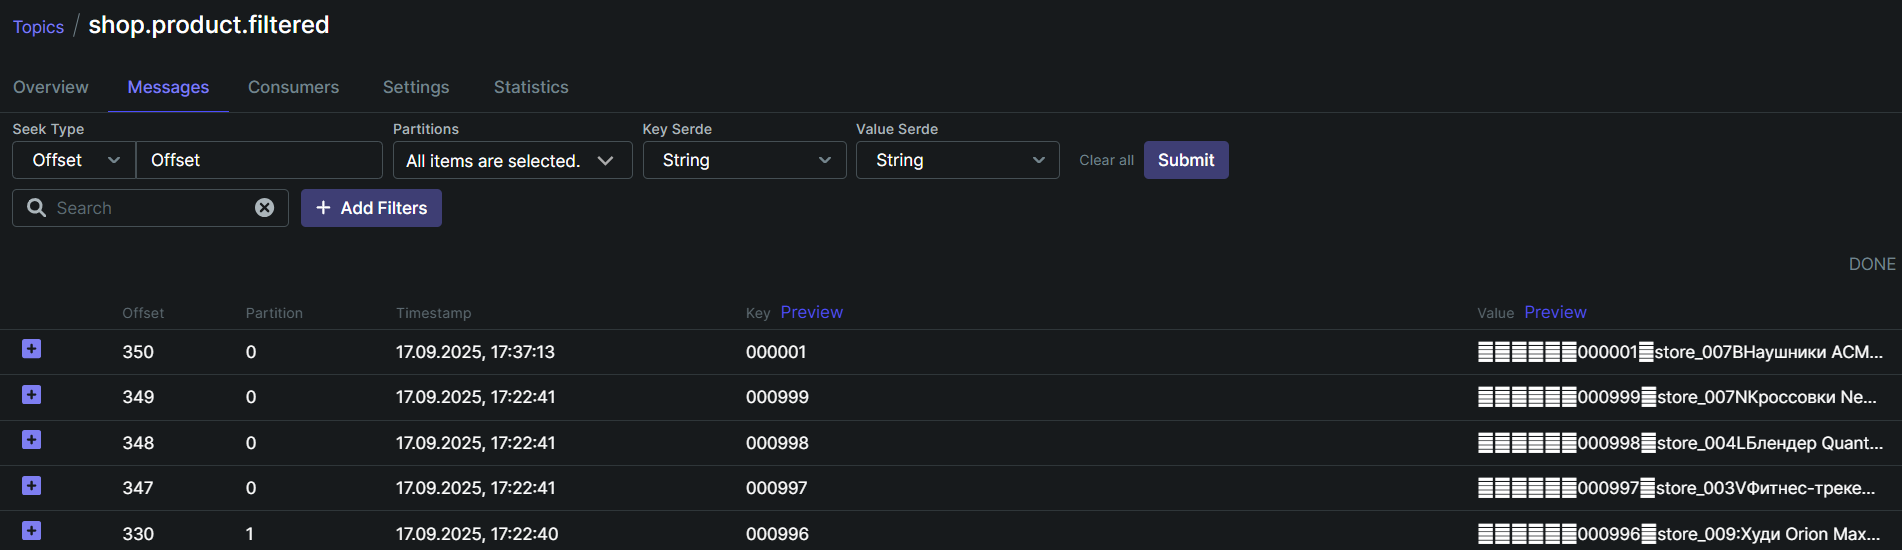 Topics / shop.product.filtered
Overview Messages Consumers Settings Statistics
Seek Type Partitions Key Serde Value Serde
Offset Offset All items are selected. String String Clear all Submit
Search + Add Filters
DONE
Offset Partition Timestamp Key Preview Value Preview
350 0 17.09.2025, 17:37:13 000001 000001 store_007BНаушники ACM...
349 0 17.09.2025, 17:22:41 000999 000999 store_007NКроссовки Ne...
348 0 17.09.2025, 17:22:41 000998 000998 store_004LБлендер Quant...
347 0 17.09.2025, 17:22:41 000997 000997 store_003VФитнес-треке...
330 1 17.09.2025, 17:22:40 000996 000996 store_009:Худи Orion Max...